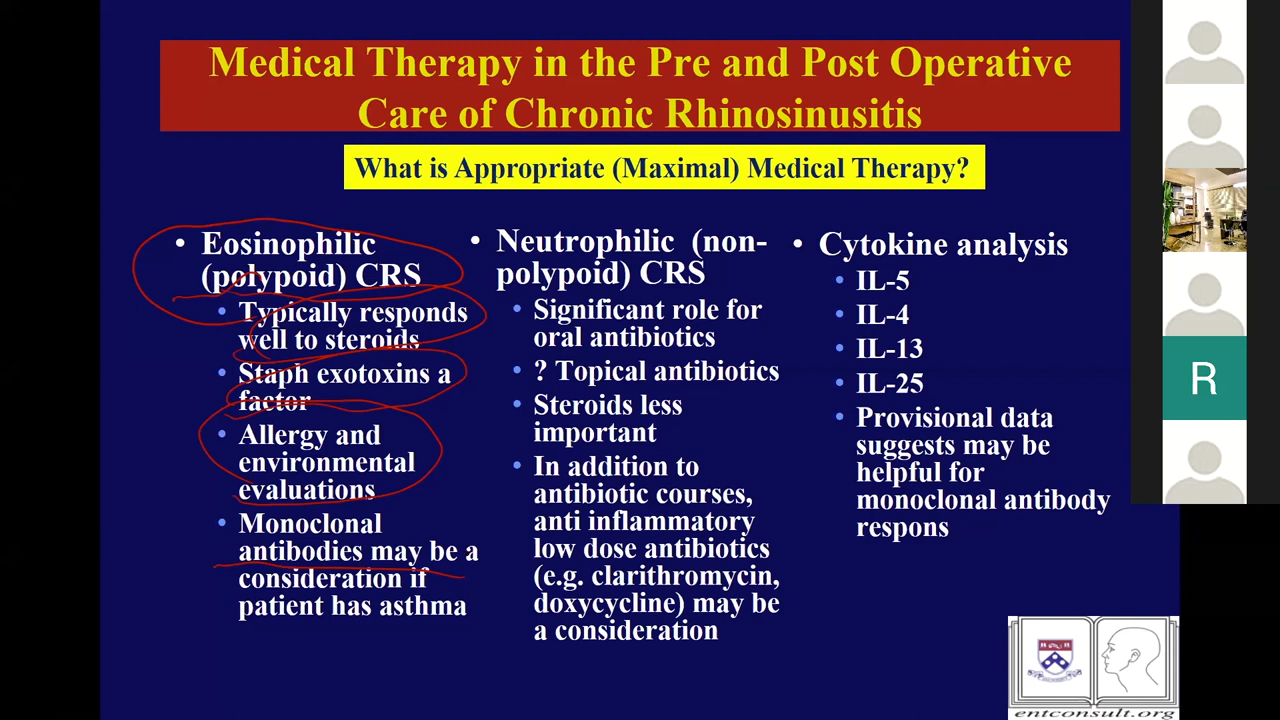 Medical Therapy in the Pre and Post Operative
Care of Chronic Rhinosinusitis
What is Appropriate (Maximal) Medical Therapy?
• Eosinophilic
(polypoid) CRS
• Typically responds
well to steroids
• Staph exotoxins a
factor
• Allergy and
environmental
evaluations
• Monoclonal
antibodies may be a
consideration if
patient has asthma
• Neutrophilic (non-
polypoid) CRS
• Significant role for
oral antibiotics
• ? Topical antibiotics
• Steroids less
important
• In addition to
antibiotic courses,
anti inflammatory
low dose antibiotics
(e.g. clarithromycin,
doxycycline) may be
a consideration
• Cytokine analysis
• IL-5
• IL-4
• IL-13
• IL-25
• Provisional data
suggests may be
helpful for
monoclonal antibody
respons
R
entconsult.org